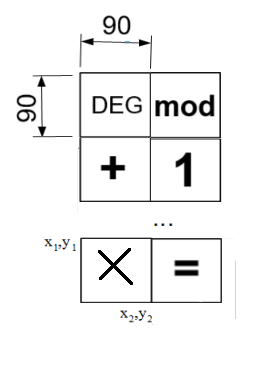 90
90
DEG mod
+ 1
...
x₁,y₁
× =
x₂,y₂